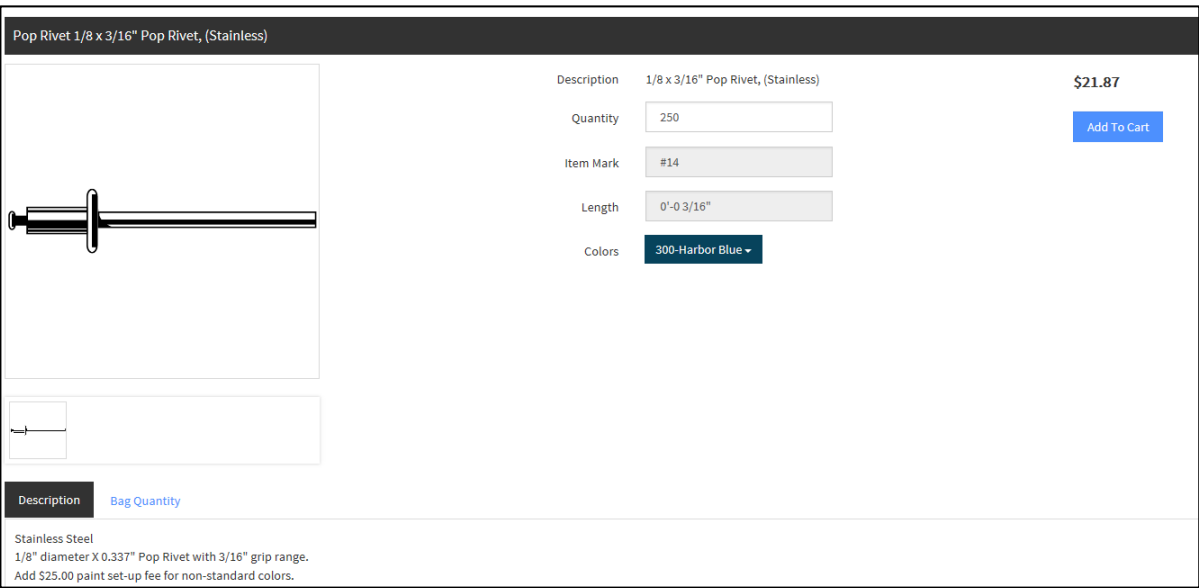 Pop Rivet 1/8 x 3/16" Pop Rivet, (Stainless)
Description 1/8 x 3/16" Pop Rivet, (Stainless)
$21.87
Quantity 250
Add To Cart
Item Mark #14
Length 0'-0 3/16"
Colors 300-Harbor Blue
Description Bag Quantity
Stainless Steel
1/8" diameter X 0.337" Pop Rivet with 3/16" grip range.
Add $25.00 paint set-up fee for non-standard colors.